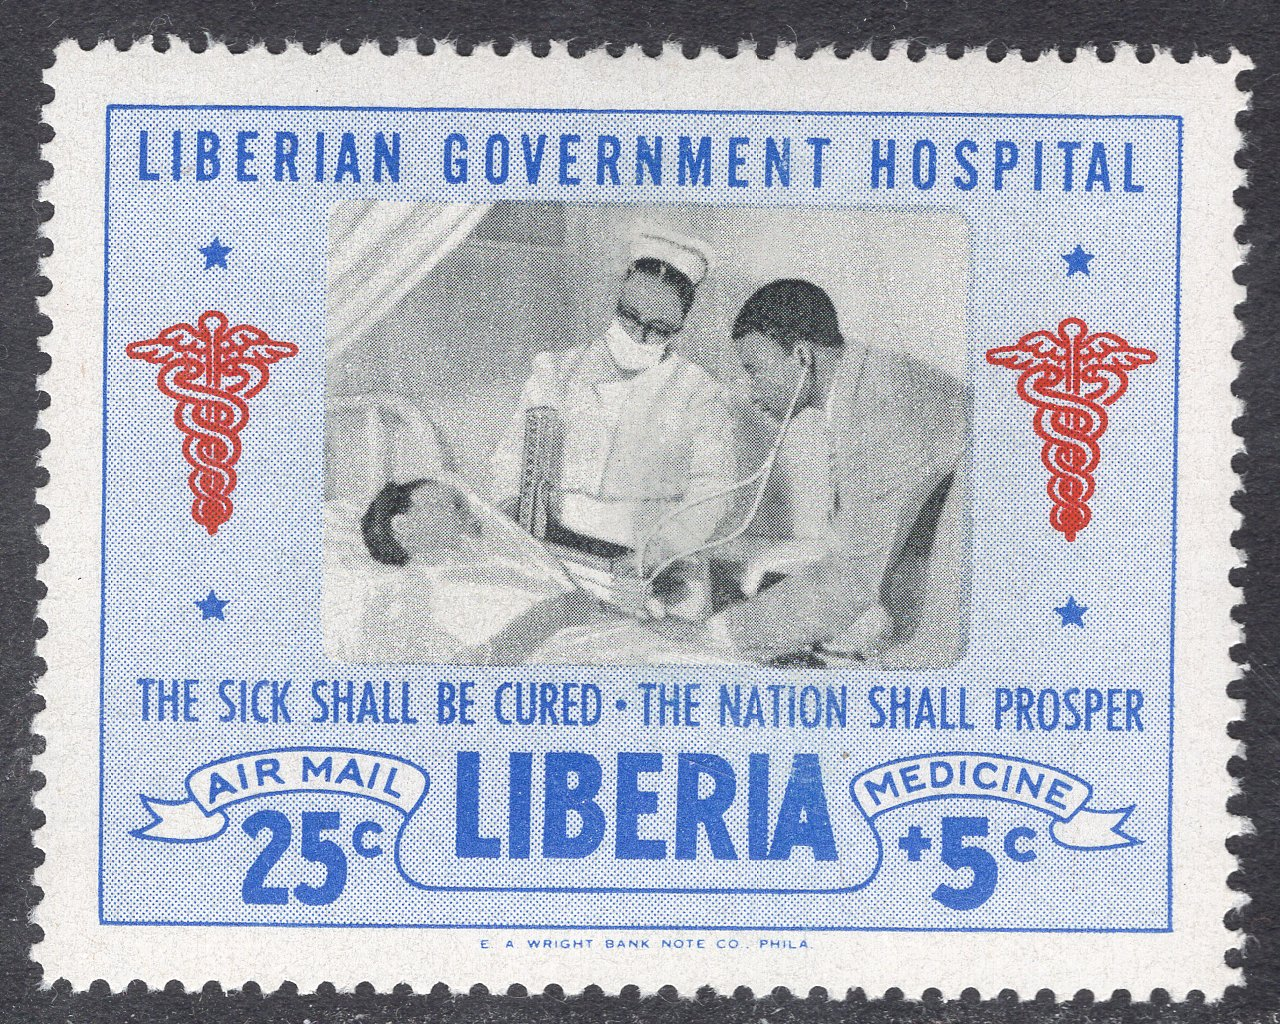 LIBERIAN GOVERNMENT HOSPITAL
THE SICK SHALL BE CURED · THE NATION SHALL PROSPER
AIR MAIL
25c
LIBERIA
MEDICINE
+5c
E. A. WRIGHT BANK NOTE CO., PHILA.